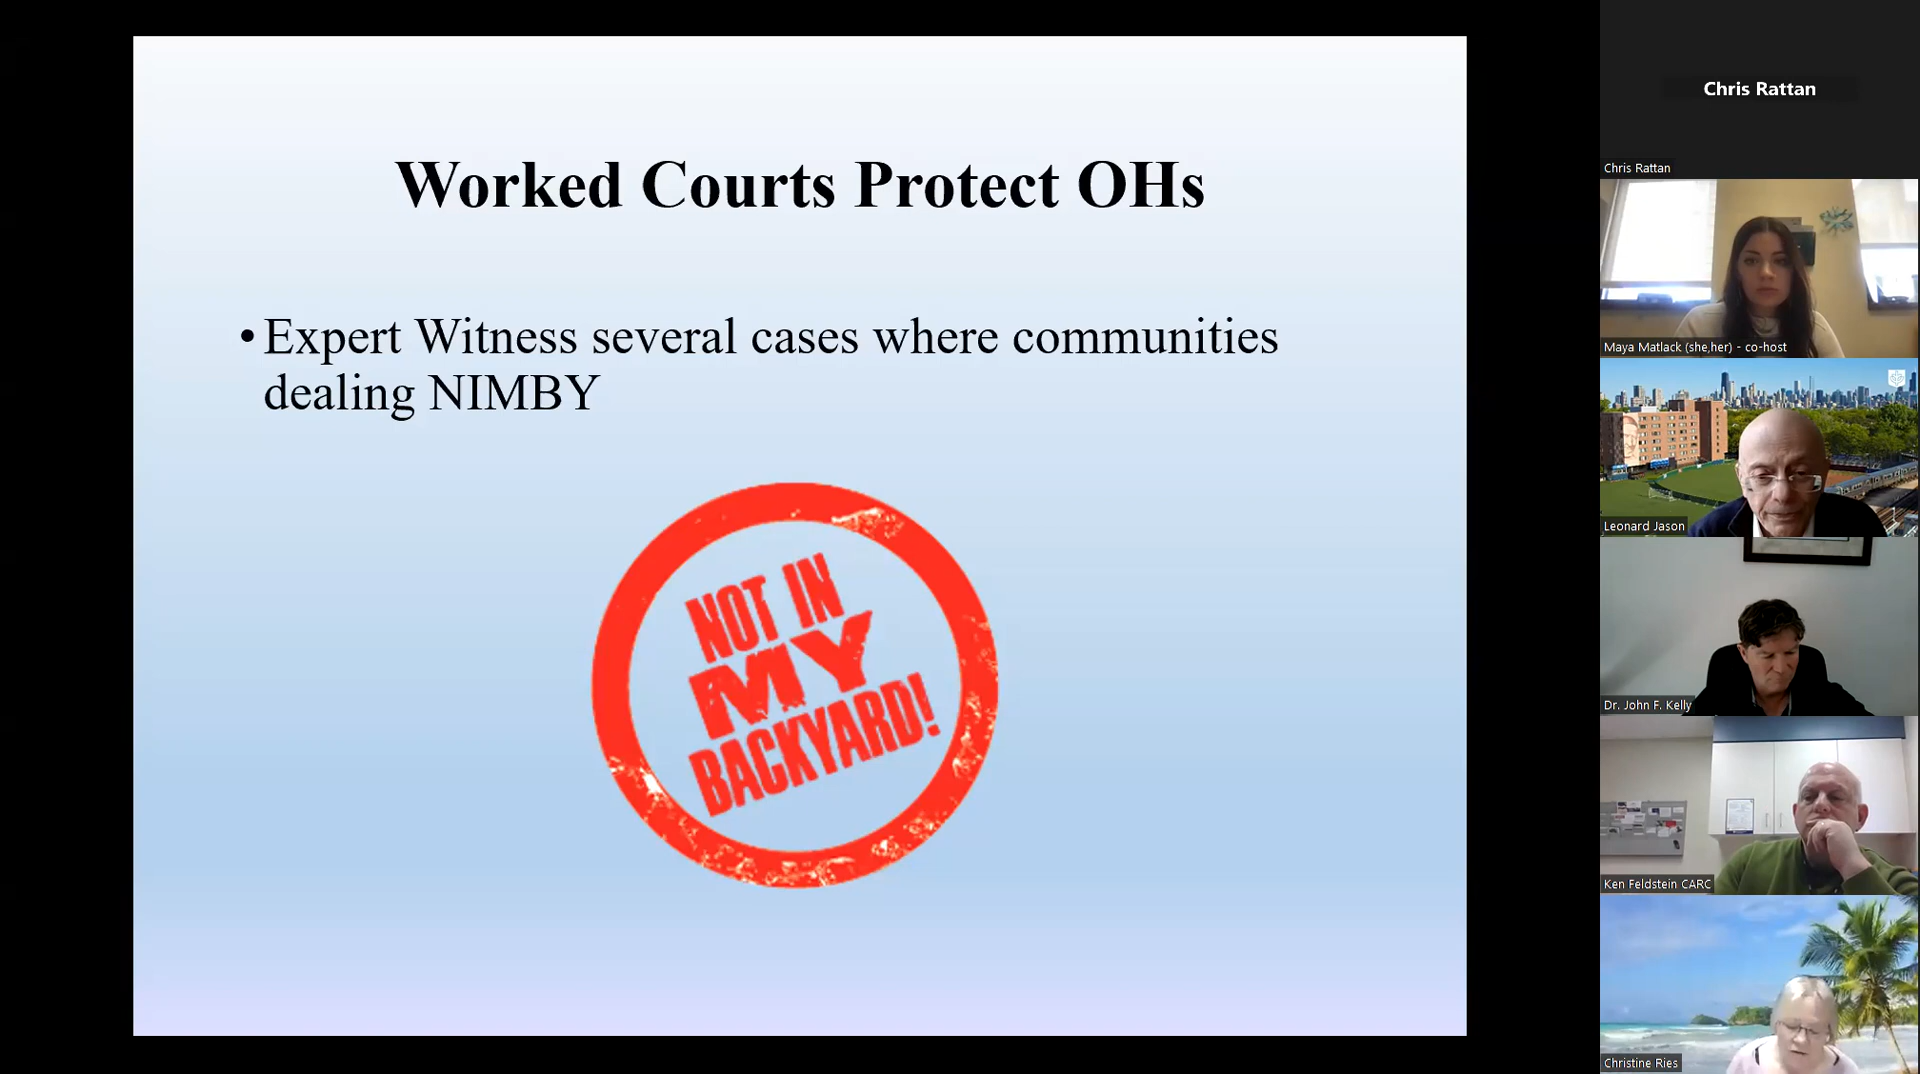 Worked Courts Protect OHs
• Expert Witness several cases where communities
dealing NIMBY
NOT IN
MY
BACKYARD!
Chris Rattan
Chris Rattan
Maya Matlack (she,her) - co-host
Leonard Jason
Dr. John F. Kelly
Ken Feldstein CARC
Christine Ries